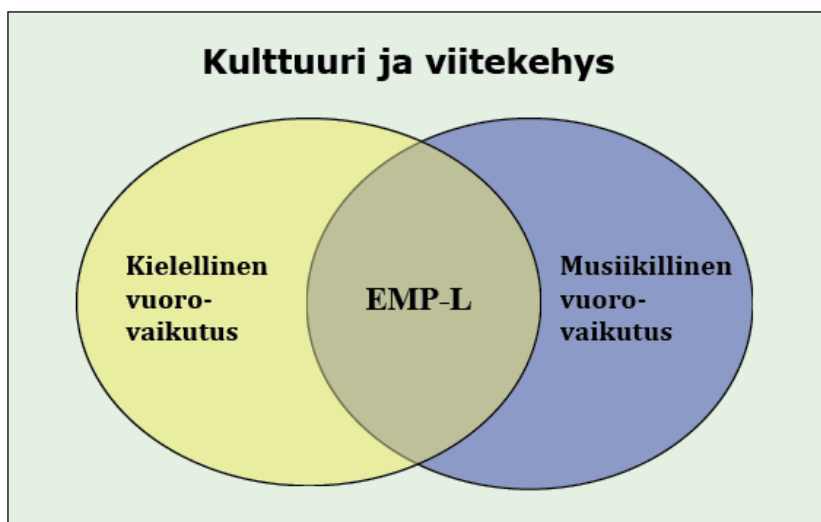 Kulttuuri ja viitekehys
Kielellinen
vuoro-
vaikutus
EMP-L
Musiikillinen
vuoro-
vaikutus